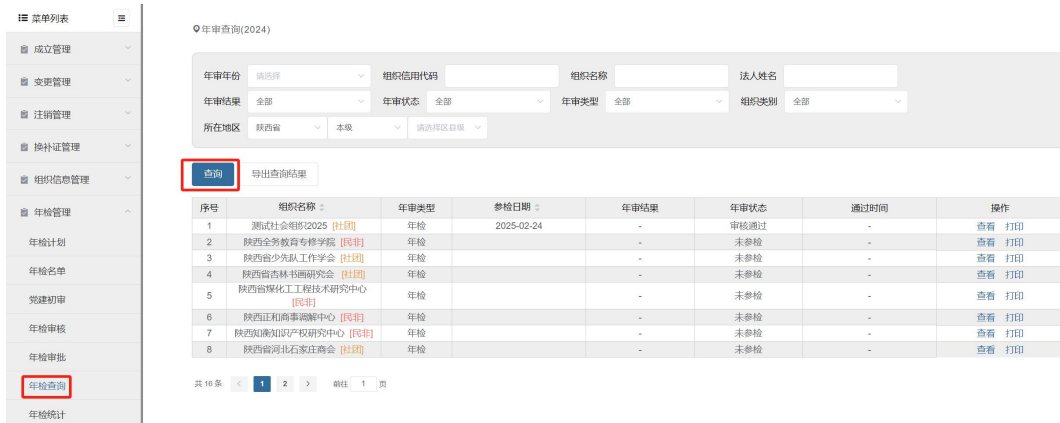 菜单列表
成立管理
变更管理
注销管理
换补证管理
组织信息管理
年检管理
年检计划
年检名单
党建初审
年检审核
年检审批
年检查询
年检统计
年审查询(2024)
年审年份 请选择 组织信用代码 组织名称 法人姓名
年审结果 全部 年审状态 全部 年审类型 全部 组织类别 全部
所在地区 陕西省 本级 请选择区县级
查询 导出查询结果
序号 组织名称 年审类型 参检日期 年审结果 年审状态 通过时间 操作
1 测试社会组织2025 [社团] 年检 2025-02-24 - 审核通过 - 查看 打印
2 陕西全务教育专修学院 [民非] 年检 - 未参检 - 查看 打印
3 陕西省少先队工作学会 [社团] 年检 - 未参检 - 查看 打印
4 陕西省杏林书画研究会 [社团] 年检 - 未参检 - 查看 打印
5 陕西省煤化工工程技术研究中心 年检 - 未参检 - 查看 打印
[民非]
6 陕西正和商事调解中心 [民非] 年检 - 未参检 - 查看 打印
7 陕西知衡知识产权研究中心 [民非] 年检 - 未参检 - 查看 打印
8 陕西省河北石家庄商会 [社团] 年检 - 未参检 - 查看 打印
共 16 条 < 1 2 > 前往 1 页